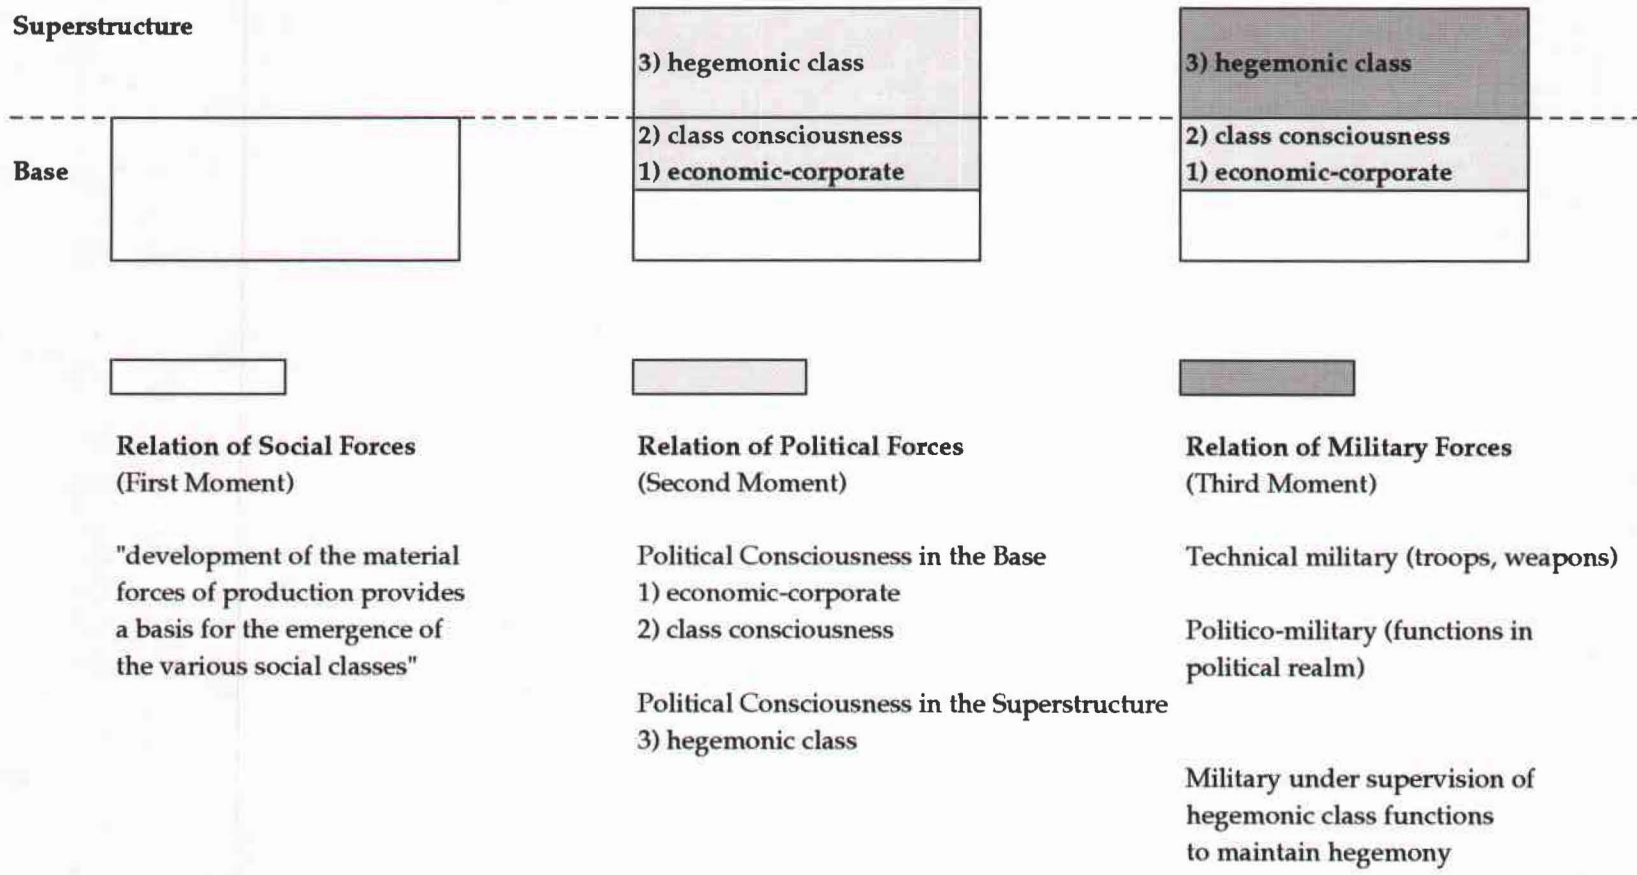 Superstructure
Base
3) hegemonic class
2) class consciousness
1) economic-corporate
3) hegemonic class
2) class consciousness
1) economic-corporate
Relation of Social Forces
(First Moment)
"development of the material
forces of production provides
a basis for the emergence of
the various social classes"
Relation of Political Forces
(Second Moment)
Political Consciousness in the Base
1) economic-corporate
2) class consciousness
Political Consciousness in the Superstructure
3) hegemonic class
Relation of Military Forces
(Third Moment)
Technical military (troops, weapons)
Politico-military (functions in
political realm)
Military under supervision of
hegemonic class functions
to maintain hegemony